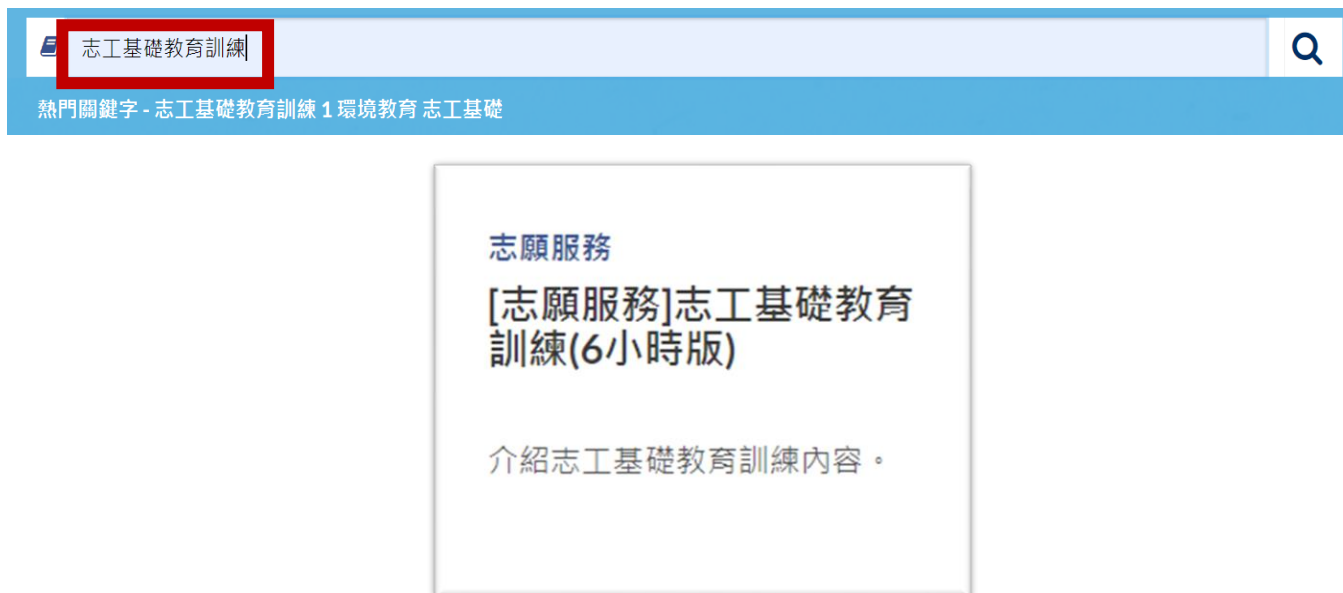 志工基礎教育訓練
熱門關鍵字 - 志工基礎教育訓練 1 環境教育 志工基礎
志願服務
[志願服務]志工基礎教育
訓練(6小時版)
介紹志工基礎教育訓練內容。